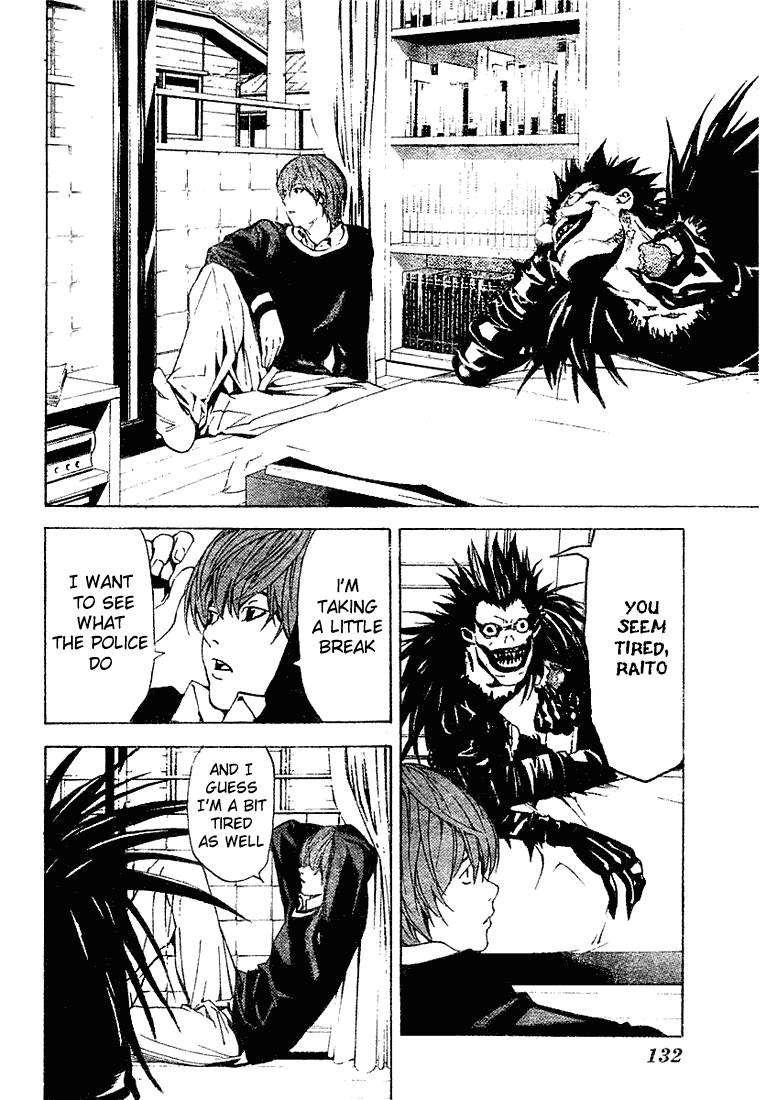 YOU
SEEM
TIRED,
RAITO
I'M
TAKING
A LITTLE
BREAK
I WANT
TO SEE
WHAT
THE POLICE
DO
AND I
GUESS
I'M A BIT
TIRED
AS WELL
132